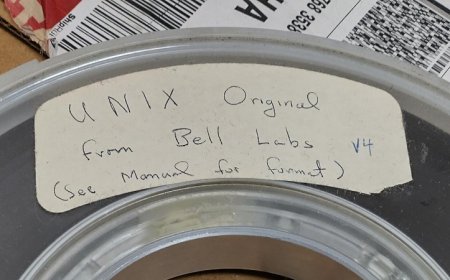 UNIX Original
From Bell Labs V4
(See Manual for format)